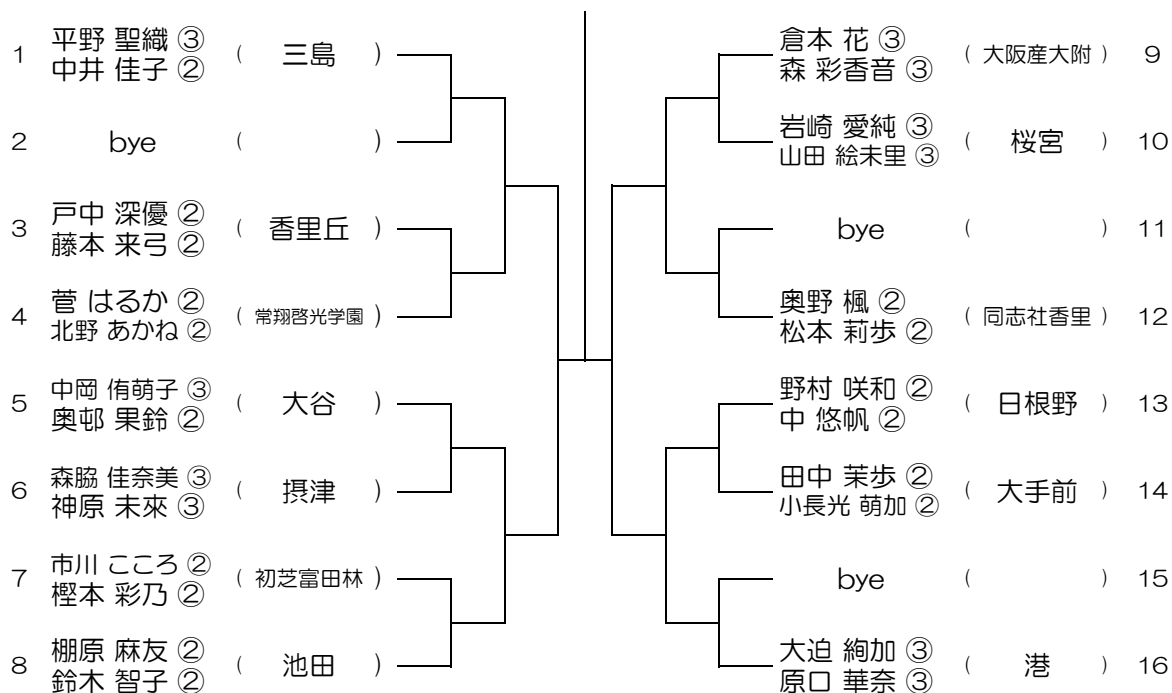 1 平野 聖織 ③ ( 三島 )
中井 佳子 ②
2 bye ( )
3 戸中 深優 ② ( 香里丘 )
藤本 来弓 ②
4 菅 はるか ② ( 常翔啓光学園 )
北野 あかね ②
5 中岡 侑萌子 ③ ( 大谷 )
奥邨 果鈴 ②
6 森脇 佳奈美 ③ ( 摂津 )
神原 未來 ③
7 市川 こころ ② ( 初芝富田林 )
樫本 彩乃 ②
8 棚原 麻友 ② ( 池田 )
鈴木 智子 ②
倉本 花 ③ ( 大阪産大附 ) 9
森 彩香音 ③
岩崎 愛純 ③ ( 桜宮 ) 10
山田 絵未里 ③
bye ( ) 11
奥野 楓 ② ( 同志社香里 ) 12
松本 莉歩 ②
野村 咲和 ② ( 日根野 ) 13
中 悠帆 ②
田中 茉歩 ② ( 大手前 ) 14
小長光 萌加 ②
bye ( ) 15
大迫 絢加 ③ ( 港 ) 16
原口 華奈 ③